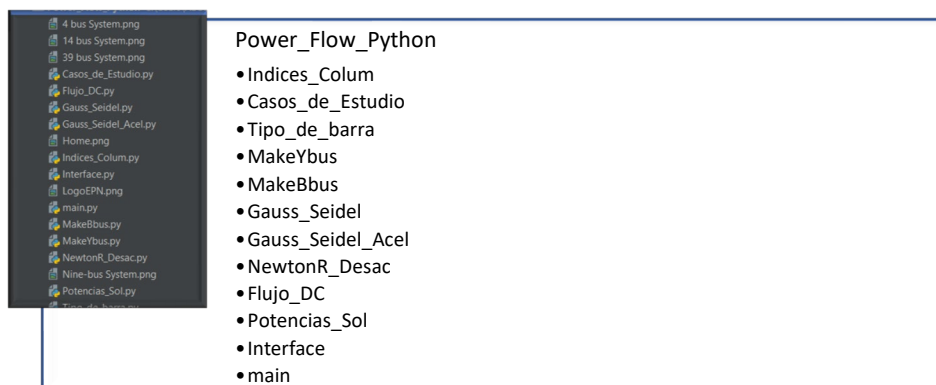 4 bus System.png
14 bus System.png
39 bus System.png
Casos_de_Estudio.py
Flujo_DC.py
Gauss_Seidel.py
Gauss_Seidel_Acel.py
Home.png
Indices_Colum.py
Interface.py
LogoEPN.png
main.py
MakeBbus.py
MakeYbus.py
NewtonR_Desac.py
Nine-bus System.png
Potencias_Sol.py
Tipo_de_barra.py
Power_Flow_Python
•Indices_Colum
•Casos_de_Estudio
•Tipo_de_barra
•MakeYbus
•MakeBbus
•Gauss_Seidel
•Gauss_Seidel_Acel
•NewtonR_Desac
•Flujo_DC
•Potencias_Sol
•Interface
•main